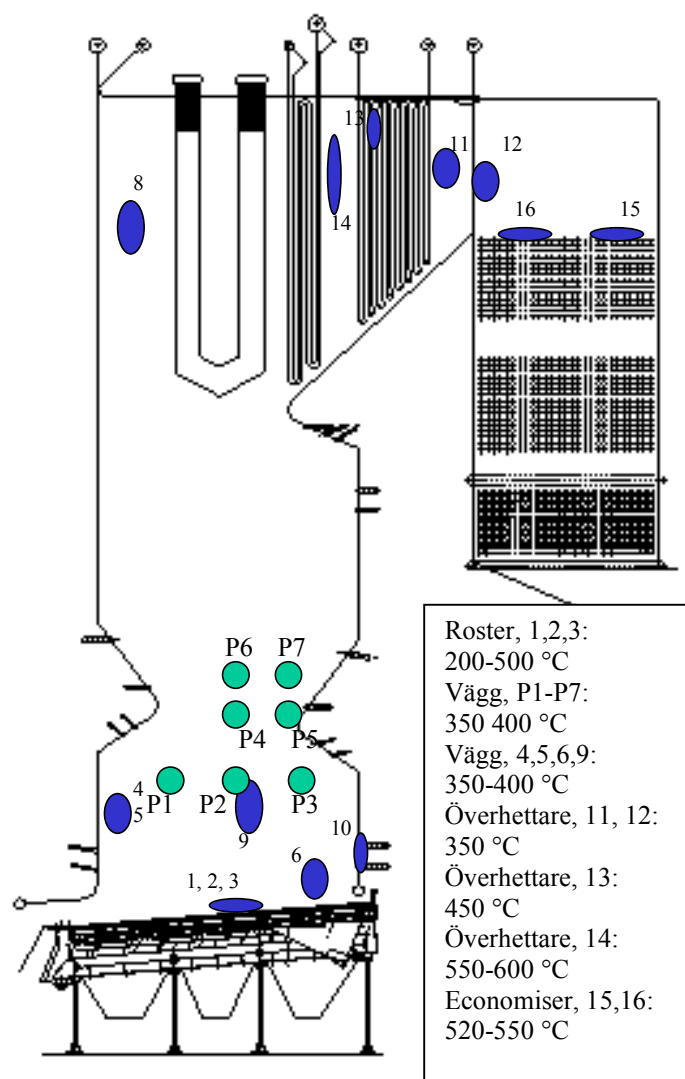 13
11
12
8
14
16
15
P6
P7
P4
P5
4
P1
P2
P3
5
9
10
6
1, 2, 3
Roster, 1,2,3:
200-500 °C
Vägg, P1-P7:
350 400 °C
Vägg, 4,5,6,9:
350-400 °C
Överhettare, 11, 12:
350 °C
Överhettare, 13:
450 °C
Överhettare, 14:
550-600 °C
Economiser, 15,16:
520-550 °C